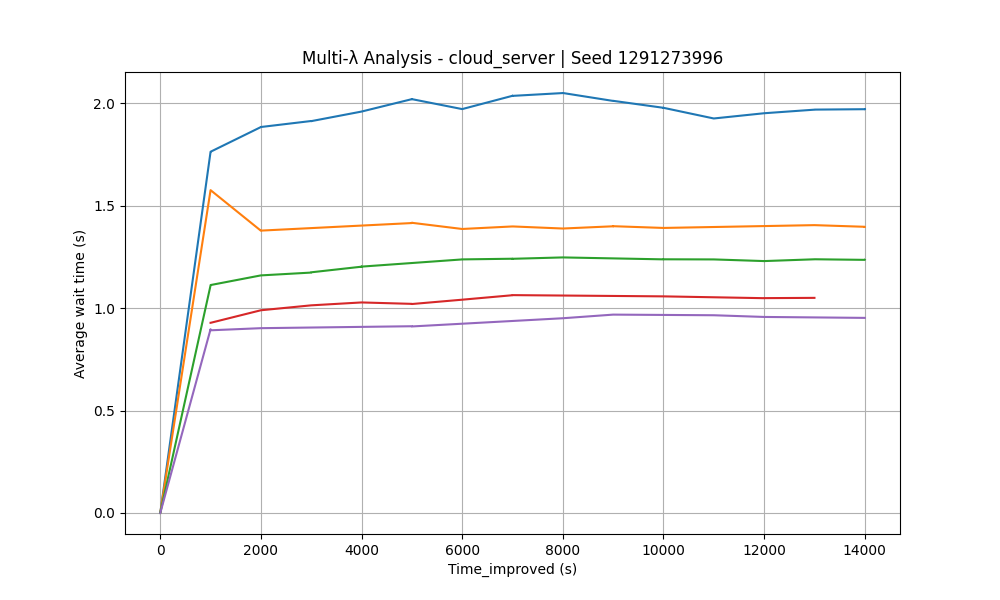 Multi-λ Analysis - cloud_server | Seed 1291273996
2.0
1.5
1.0
0.5
0.0
Average wait time (s)
0 2000 4000 6000 8000 10000 12000 14000
Time_improved (s)